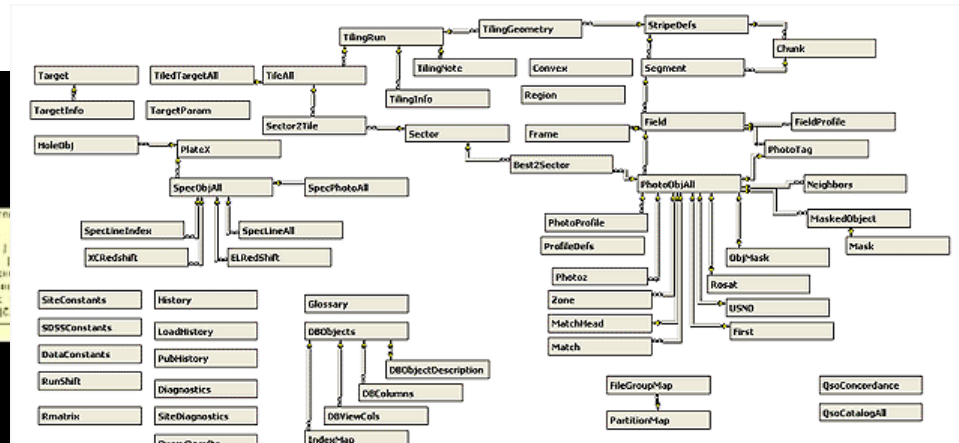 StripeDefs
TilingGeometry
TilingRun
Chunk
TilingNote
Convex
Segment
Target
TiledTargetAll
TileAll
TilingInfo
Region
TargetInfo
TargetParam
Sector2Tile
Sector
Frame
Field
FieldProfile
HoleObj
PlateX
PhotoTag
Best2Sector
SpecObjAll
SpecPhotoAll
PhotoObjAll
Neighbors
PhotoProfile
MaskedObject
SpecLineIndex
SpecLineAll
ProfileDefs
Mask
XCRedshift
ELRedShift
ObjMask
Photoz
Rosat
SiteConstants
History
Glossary
Zone
USNO
SDSSConstants
LoadHistory
DBObjects
MatchHead
First
DataConstants
PubHistory
Match
DBObjectDescription
RunShift
Diagnostics
DBColumns
FileGroupMap
QsoConcordance
Rmatrix
SiteDiagnostics
DBViewCols
PartitionMap
QsoCatalogAll
IndexMap